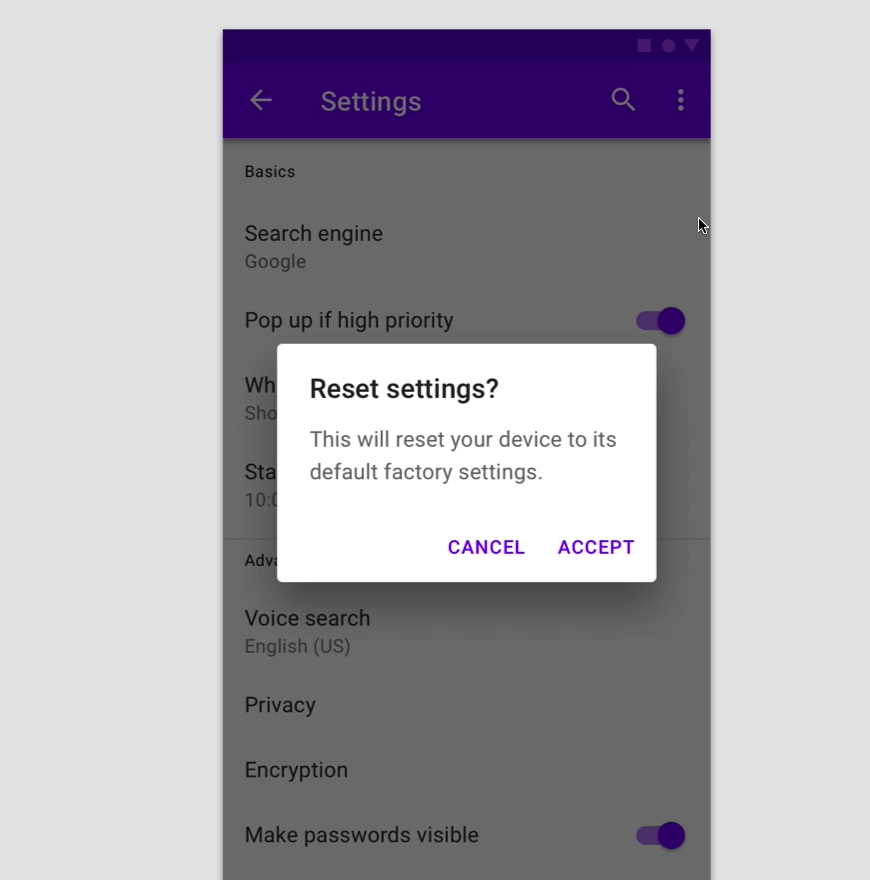 Settings
Basics
Search engine
Google
Pop up if high priority
Wh
Sho
Sta
10:0
Reset settings?
This will reset your device to its
default factory settings.
CANCEL ACCEPT
Adva
Voice search
English (US)
Privacy
Encryption
Make passwords visible